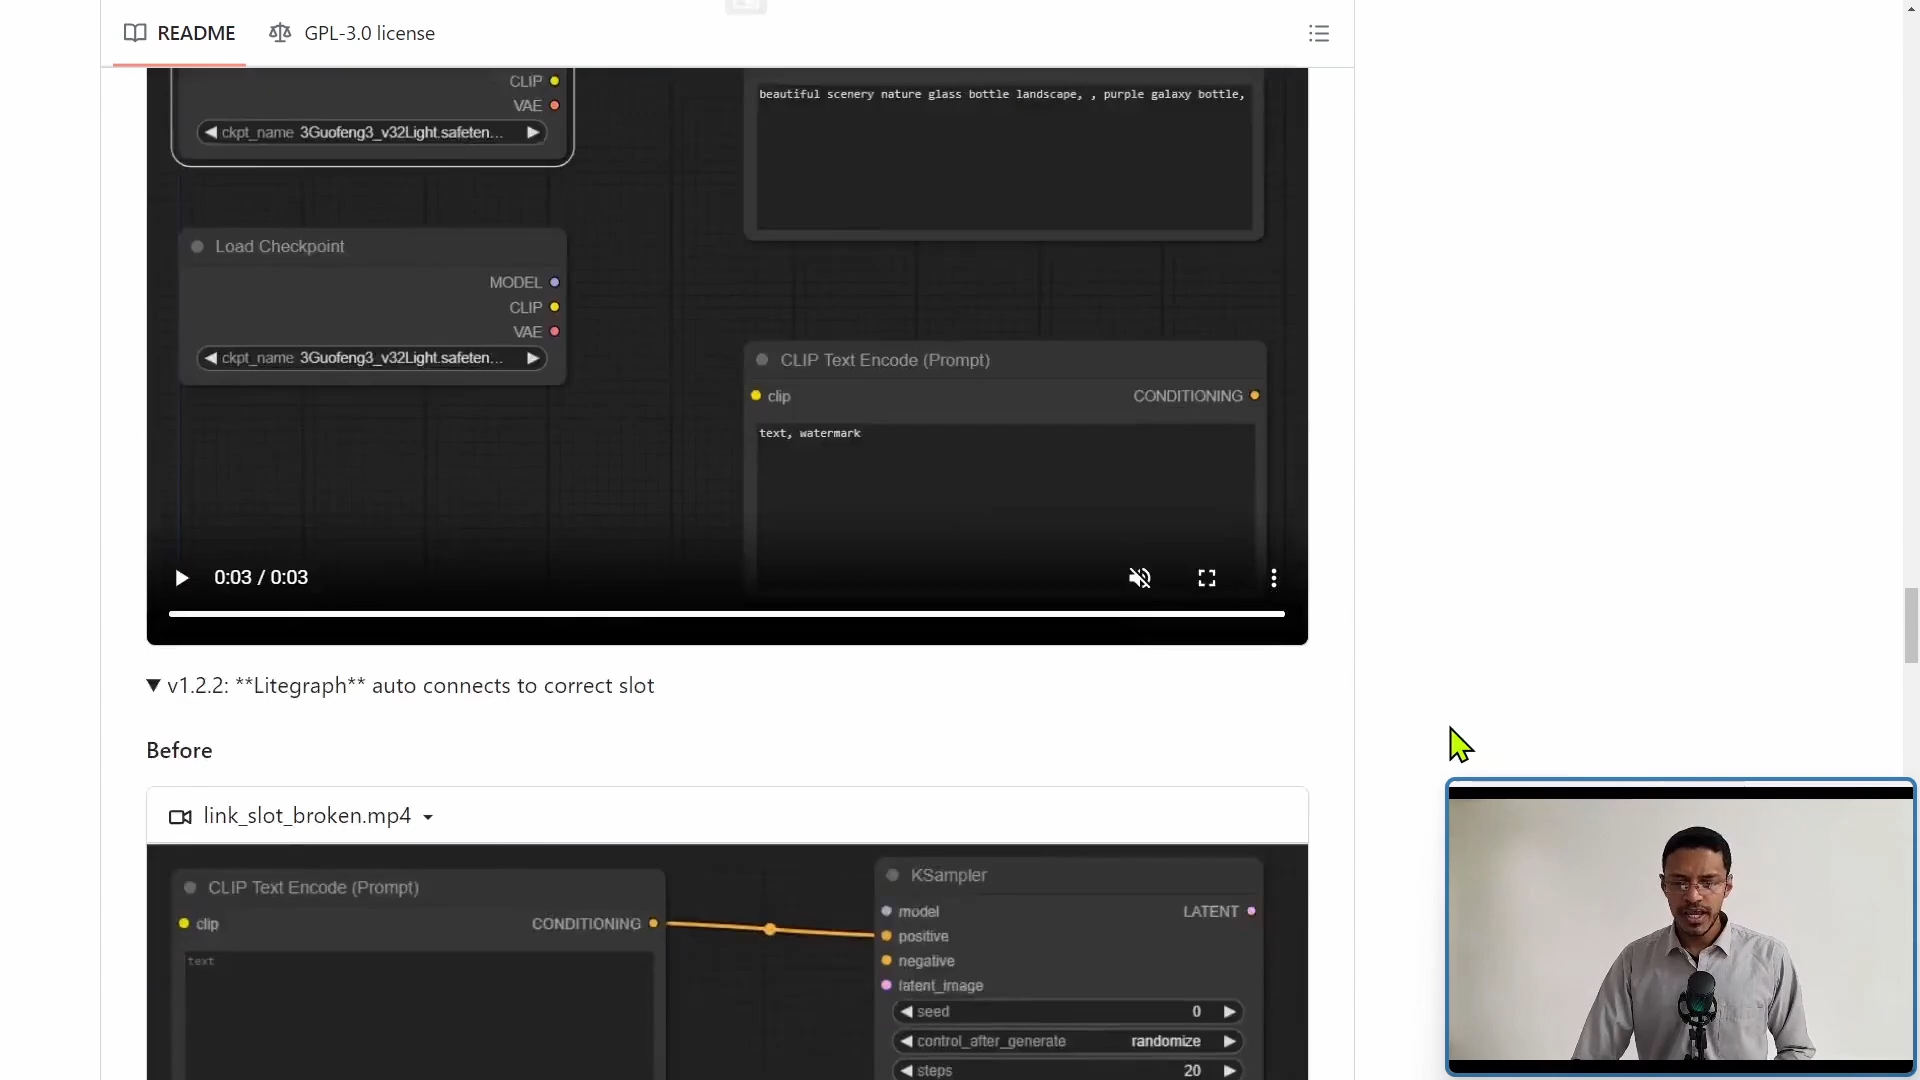 README
GPL-3.0 license
CLIP
VAE
ckpt_name 3Guofeng3_v32Light.safeten...
beautiful scenery nature glass bottle landscape, , purple galaxy bottle,
Load Checkpoint
MODEL
CLIP
VAE
ckpt_name 3Guofeng3_v32Light.safeten...
CLIP Text Encode (Prompt)
clip CONDITIONING
text, watermark
0:03 / 0:03
v1.2.2: **Litegraph** auto connects to correct slot
Before
link_slot_broken.mp4
CLIP Text Encode (Prompt)
clip CONDITIONING
text
KSampler
model LATENT
positive
negative
latent_image
seed 0
control_after_generate randomize
steps 20